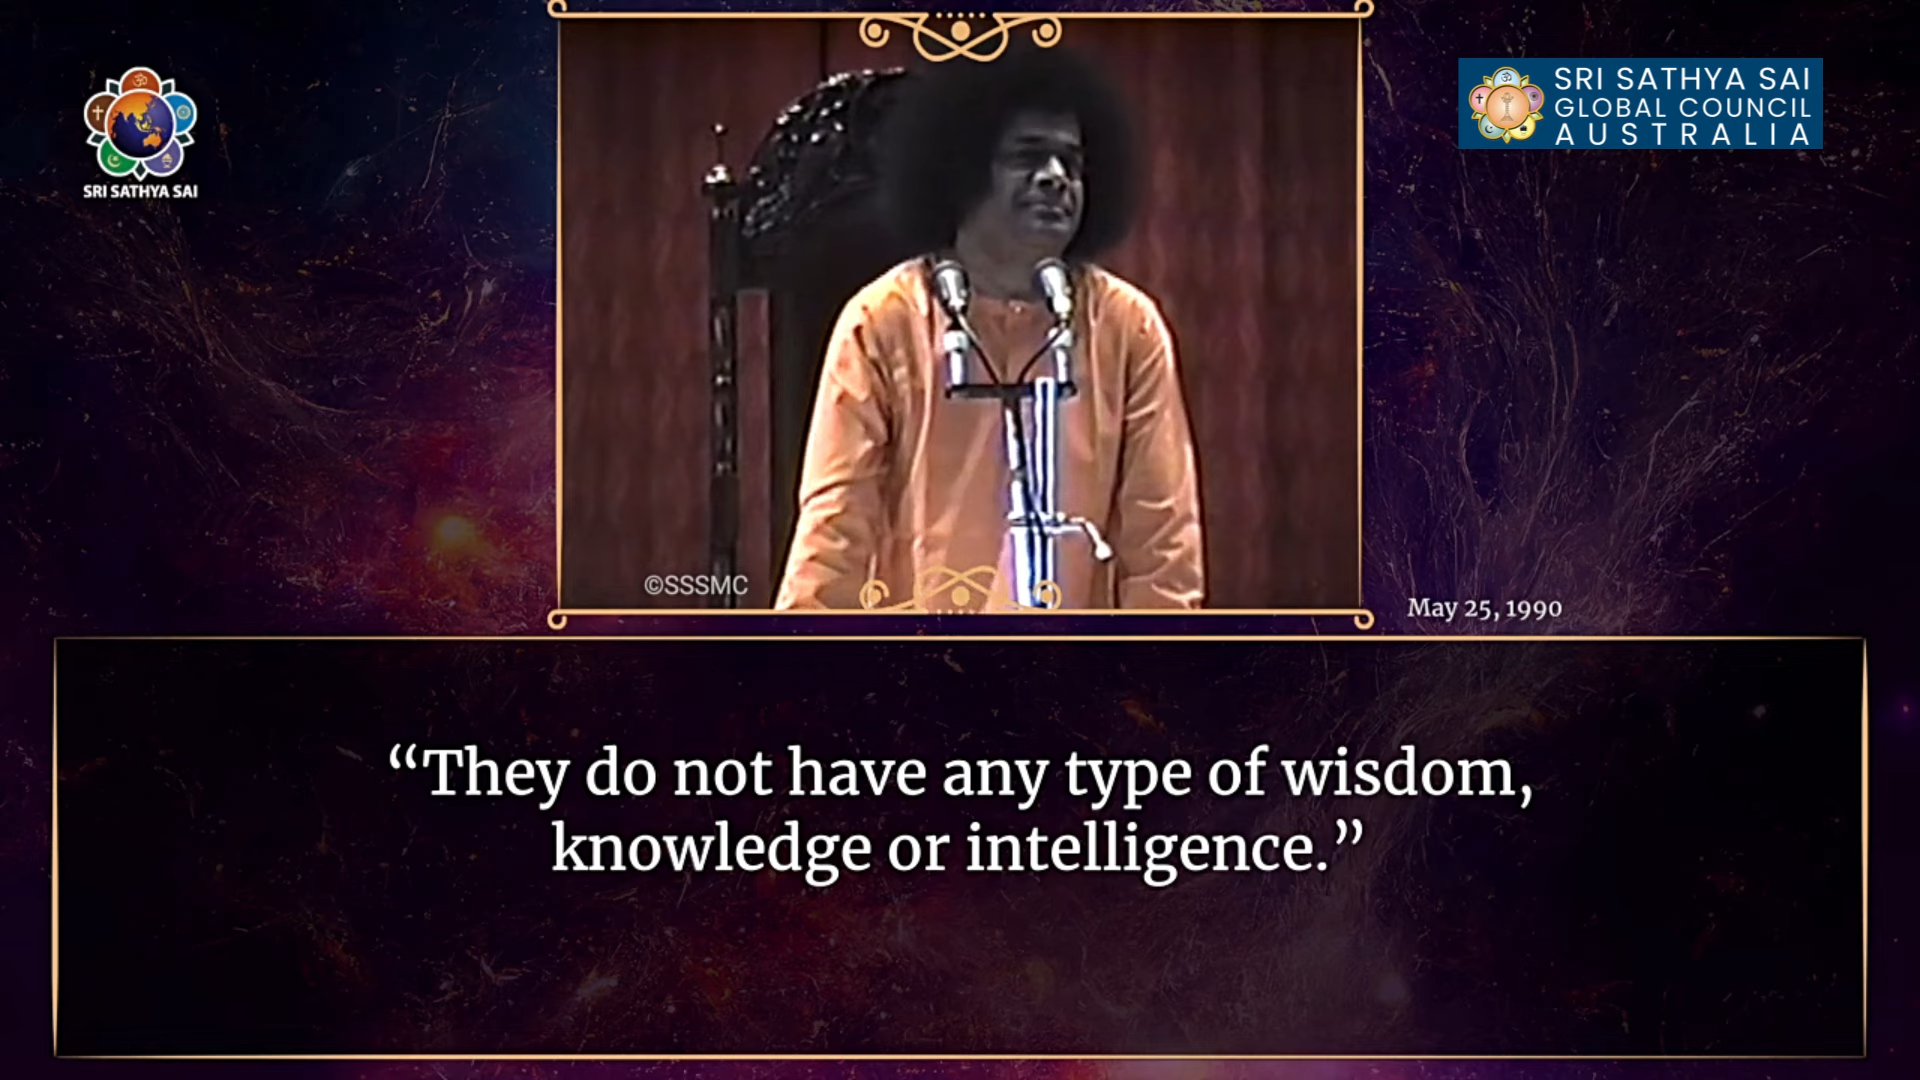 SRI SATHYA SAI
SRI SATHYA SAI
GLOBAL COUNCIL
AUSTRALIA
©SSSMC
May 25, 1990
“They do not have any type of wisdom,
knowledge or intelligence.”